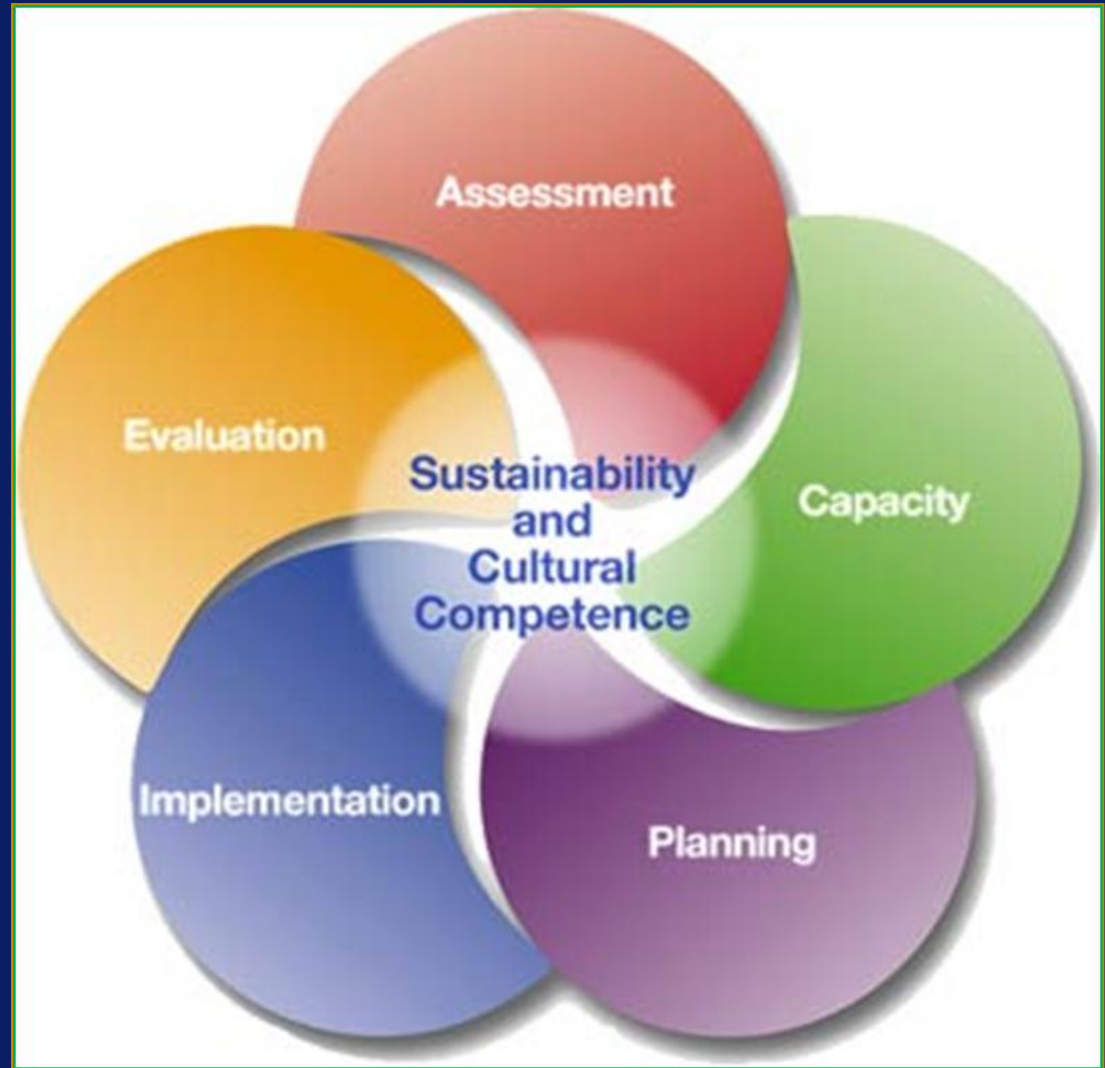 Assessment
Capacity
Planning
Implementation
Evaluation
Sustainability
and
Cultural
Competence